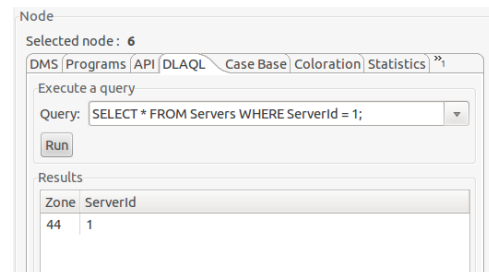 Node
Selected node : 6
DMS Programs API DLAQL Case Base Coloration Statistics »1
Execute a query
Query: SELECT * FROM Servers WHERE ServerId = 1;
Run
Results
Zone ServerId
44 1